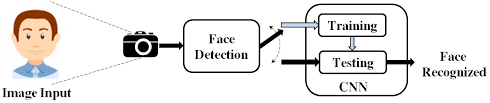 Image Input
Face
Detection
Training
Testing
CNN
Face
Recognized